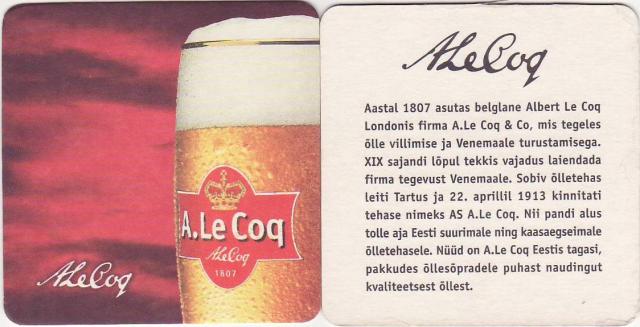 A.Le Coq
A.Le Coq
1807
ALeCoq
ALeCoq
Aastal 1807 asutas belglane Albert Le Coq
Londonis firma A.Le Coq & Co, mis tegeles
õlle villimise ja Venemaale turustamisega.
XIX sajandi lõpul tekkis vajadus laiendada
firma tegevust Venemaale. Sobiv õlletehas
leiti Tartus ja 22. aprillil 1913 kinnitati
tehase nimeks AS A.Le Coq. Nii pandi alus
tolle aja Eesti suurimale ning kaasaegseimale
õlletehasele. Nüüd on A.Le Coq Eestis tagasi,
pakkudes õllesõpradele puhast naudingut
kvaliteetsest õllest.